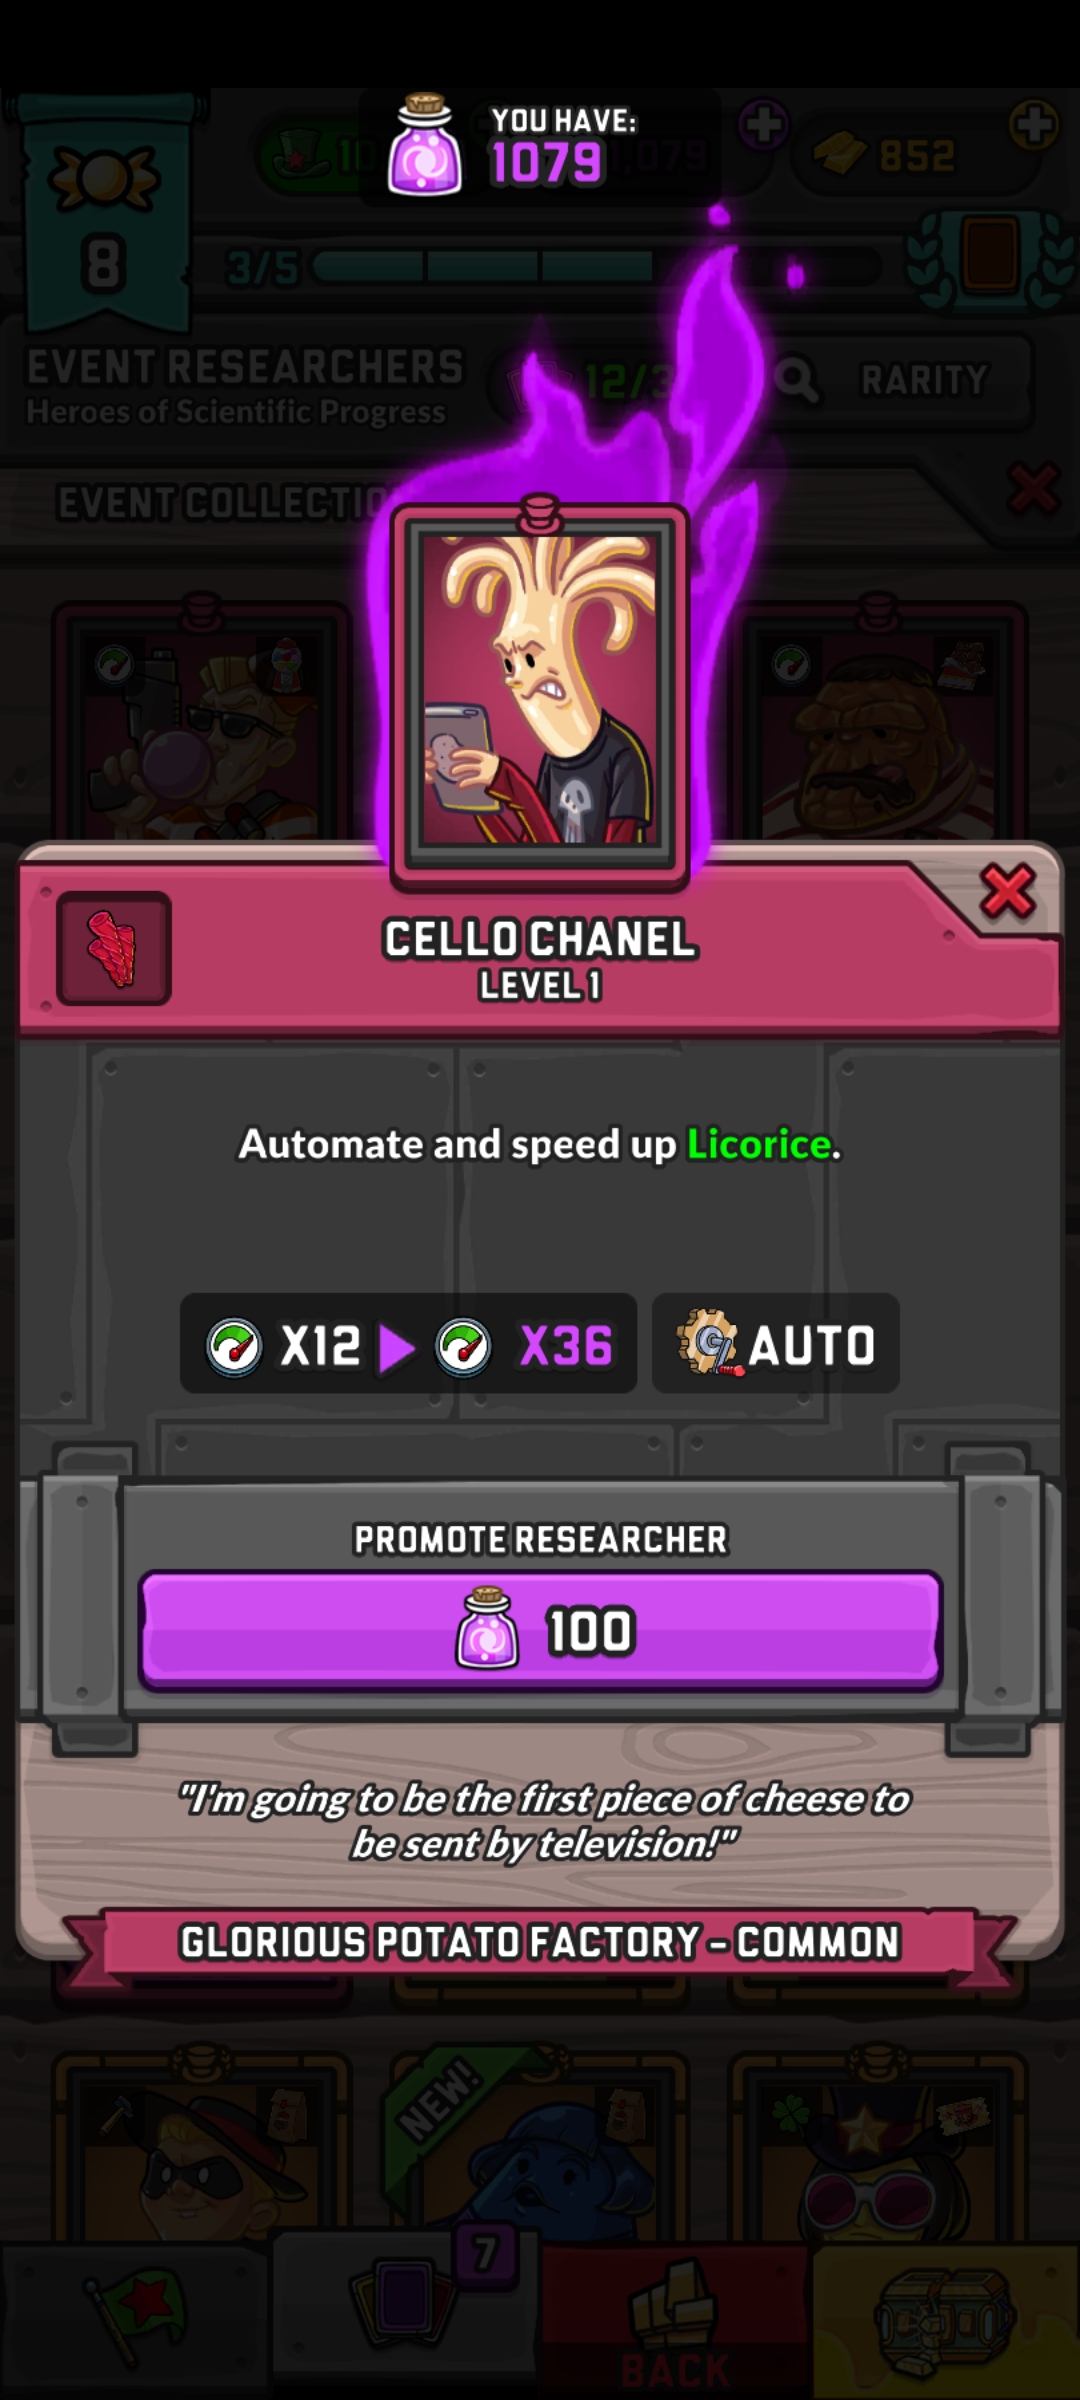 YOU HAVE:
1079
852
8
3/5
EVENT RESEARCHERS
Heroes of Scientific Progress
RARITY
CELLO CHANEL
LEVEL 1
Automate and speed up Licorice.
X12 X36 AUTO
PROMOTE RESEARCHER
100
"I'm going to be the first piece of cheese to
be sent by television!"
GLORIOUS POTATO FACTORY - COMMON
NEW!
7
BACK